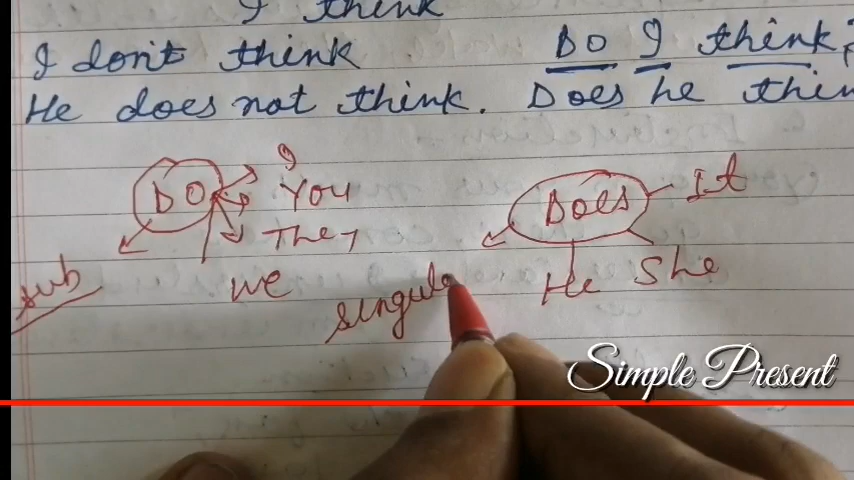 I think
I don't think DO I think?
He does not think. Does he thin
DO I Does It
You
They
sub we He She
singula
Simple Present